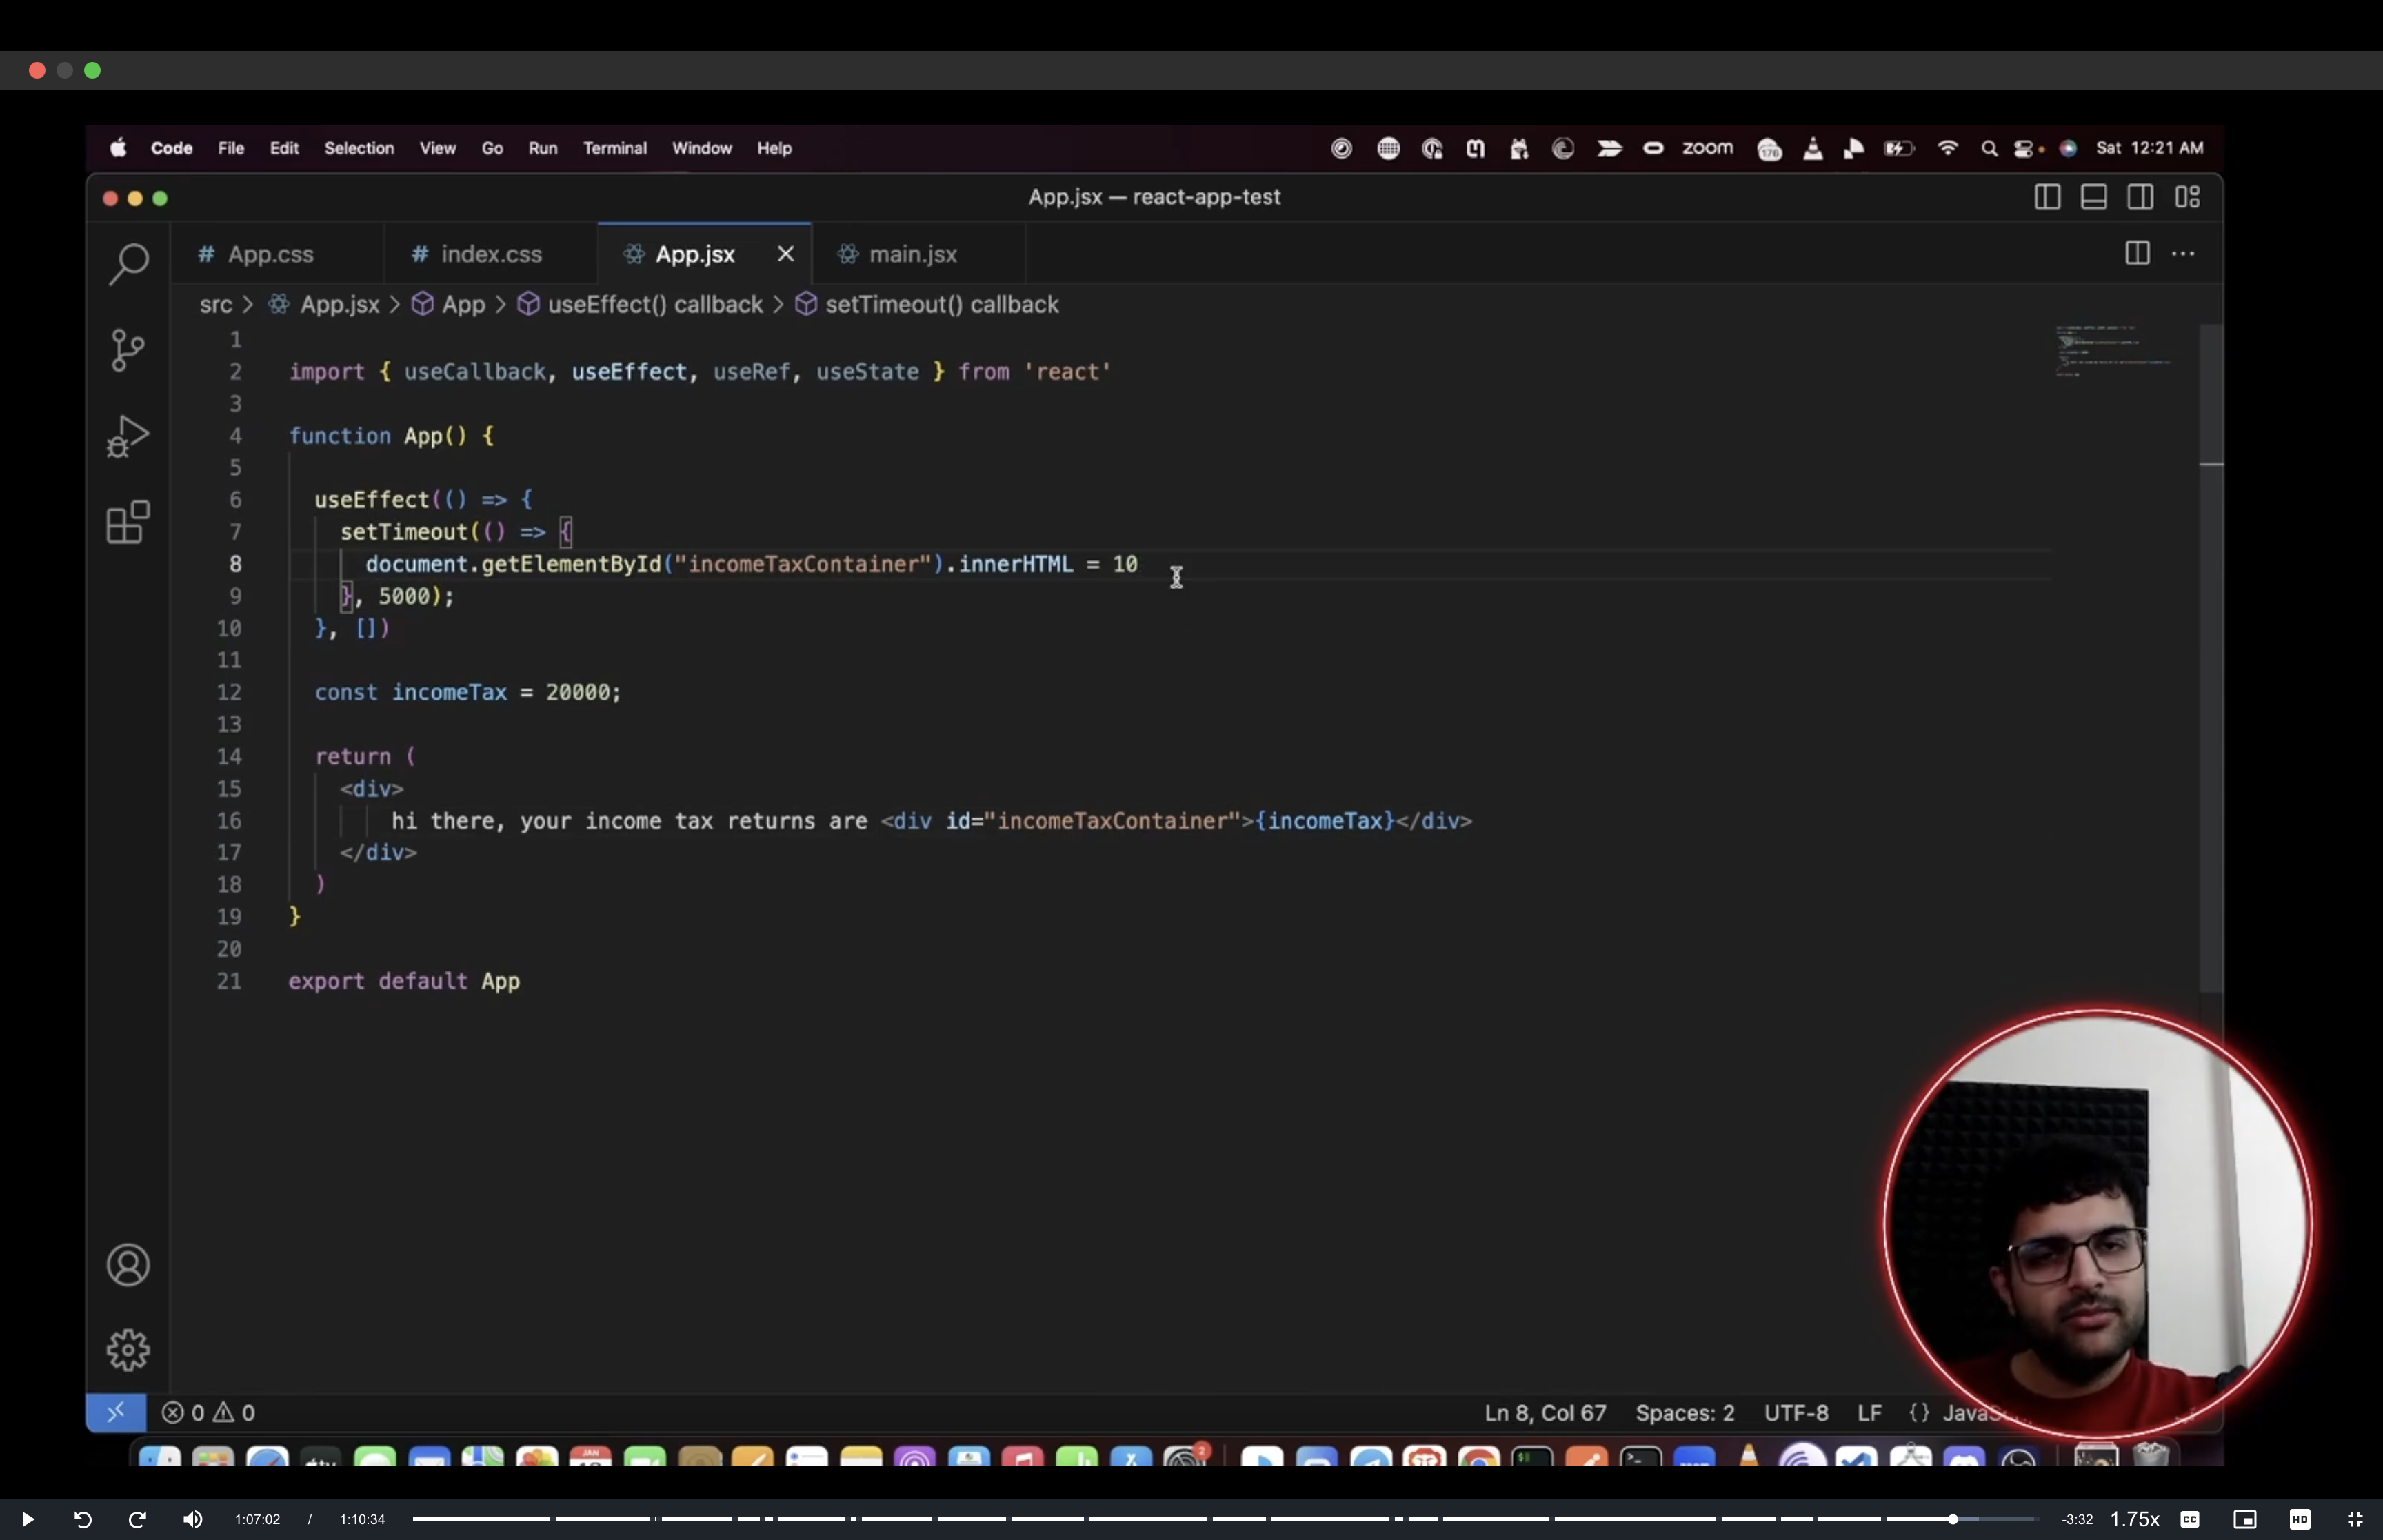 Code File Edit Selection View Go Run Terminal Window Help zoom 176 Sat 12:21 AM
App.jsx — react-app-test
# App.css # index.css App.jsx main.jsx
src > App.jsx > App > useEffect() callback > setTimeout() callback
1
2 import { useCallback, useEffect, useRef, useState } from 'react'
3
4 function App() {
5
6 useEffect(() => {
7 setTimeout(() => {
8 document.getElementById("incomeTaxContainer").innerHTML = 10
9 }, 5000);
10 }, [])
11
12 const incomeTax = 20000;
13
14 return (
15 <div>
16 hi there, your income tax returns are <div id="incomeTaxContainer">{incomeTax}</div>
17 </div>
18 )
19 }
20
21 export default App
0 0 Ln 8, Col 67 Spaces: 2 UTF-8 LF {} JavaS
JAN 2
1:07:02 / 1:10:34 -3:32 1.75x CC HD